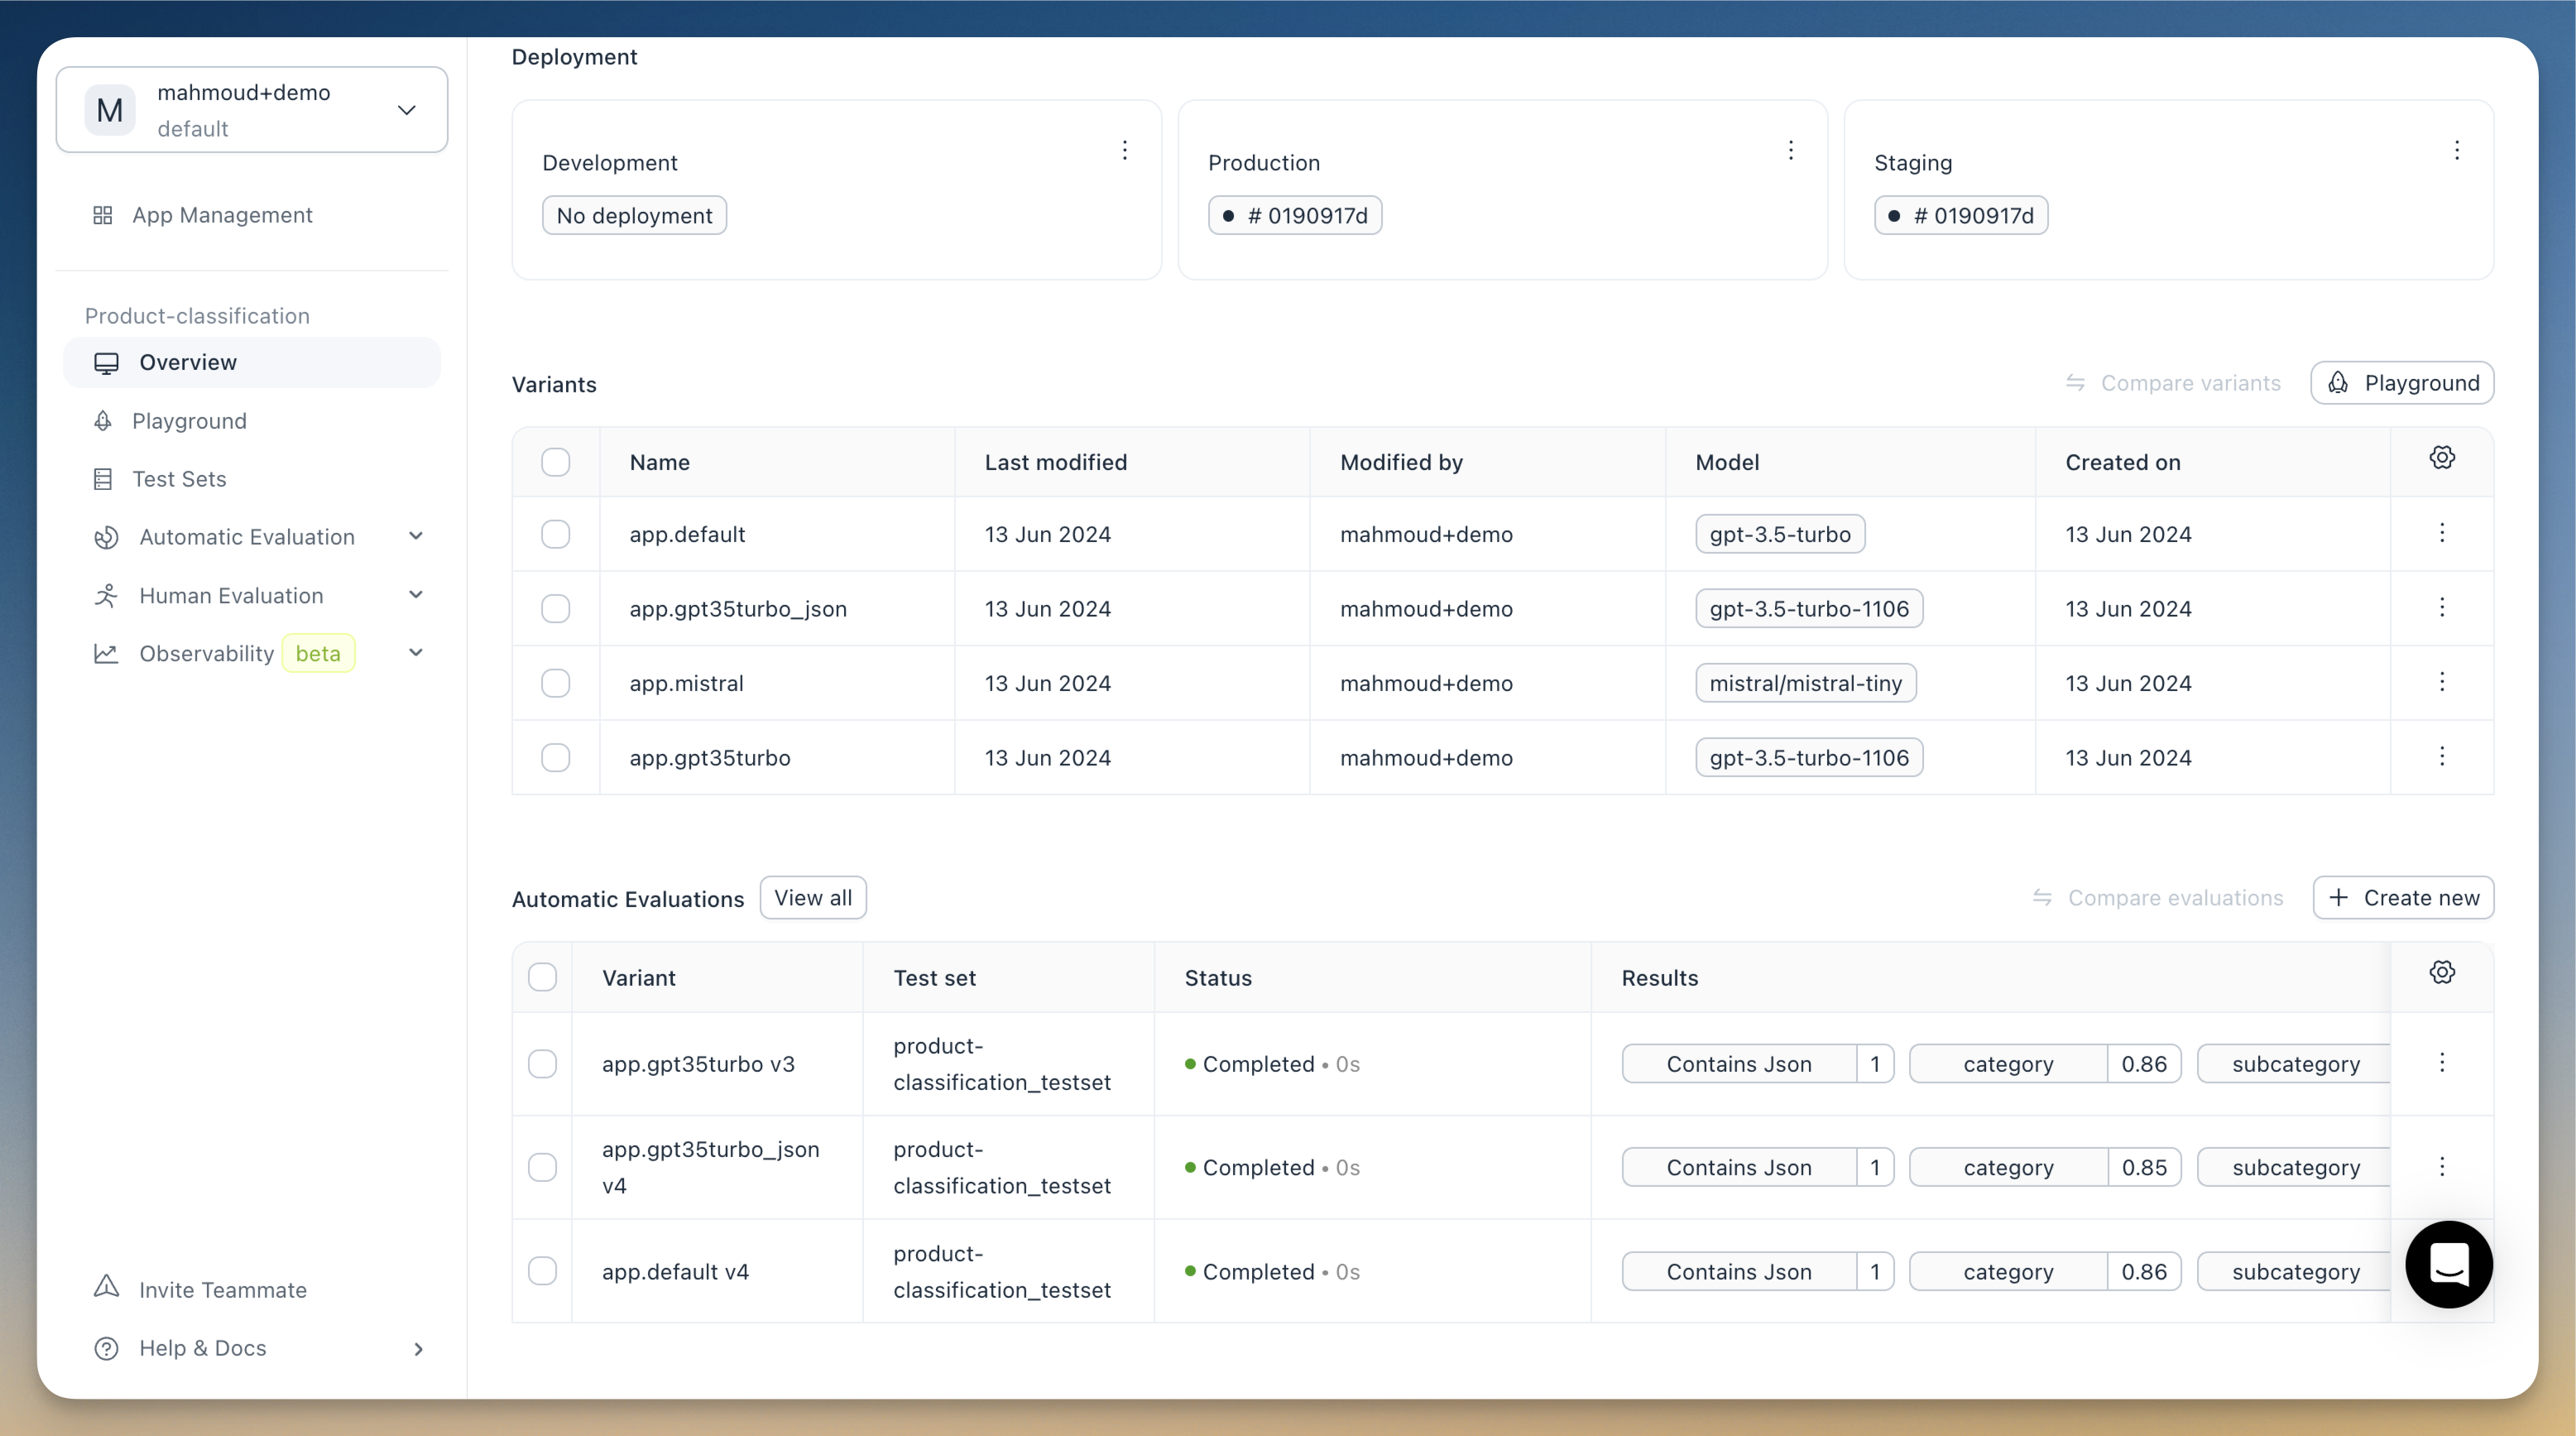 M
mahmoud+demo
default
App Management
Product-classification
Overview
Playground
Test Sets
Automatic Evaluation
Human Evaluation
Observability beta
Invite Teammate
Help & Docs
Deployment
Development
No deployment
Production
# 0190917d
Staging
# 0190917d
Variants
Compare variants
Playground
Name Last modified Modified by Model Created on
app.default 13 Jun 2024 mahmoud+demo gpt-3.5-turbo 13 Jun 2024
app.gpt35turbo_json 13 Jun 2024 mahmoud+demo gpt-3.5-turbo-1106 13 Jun 2024
app.mistral 13 Jun 2024 mahmoud+demo mistral/mistral-tiny 13 Jun 2024
app.gpt35turbo 13 Jun 2024 mahmoud+demo gpt-3.5-turbo-1106 13 Jun 2024
Automatic Evaluations View all
Compare evaluations
+ Create new
Variant Test set Status Results
app.gpt35turbo v3
product-
classification_testset
Completed • 0s
Contains Json 1 category 0.86 subcategory
app.gpt35turbo_json
v4
product-
classification_testset
Completed • 0s
Contains Json 1 category 0.85 subcategory
app.default v4
product-
classification_testset
Completed • 0s
Contains Json 1 category 0.86 subcategory